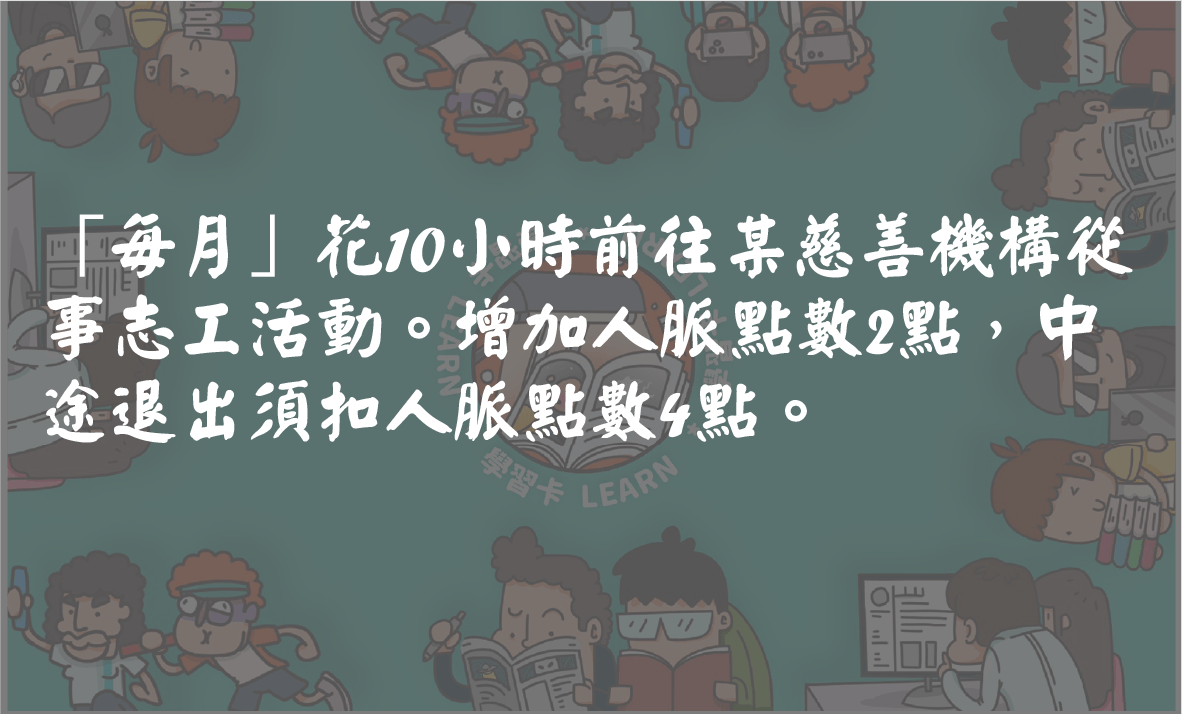 「每月」花10小時前往某慈善機構從
事志工活動。增加人脈點數2點，中
途退出須扣人脈點數4點。
學習卡 LEARN